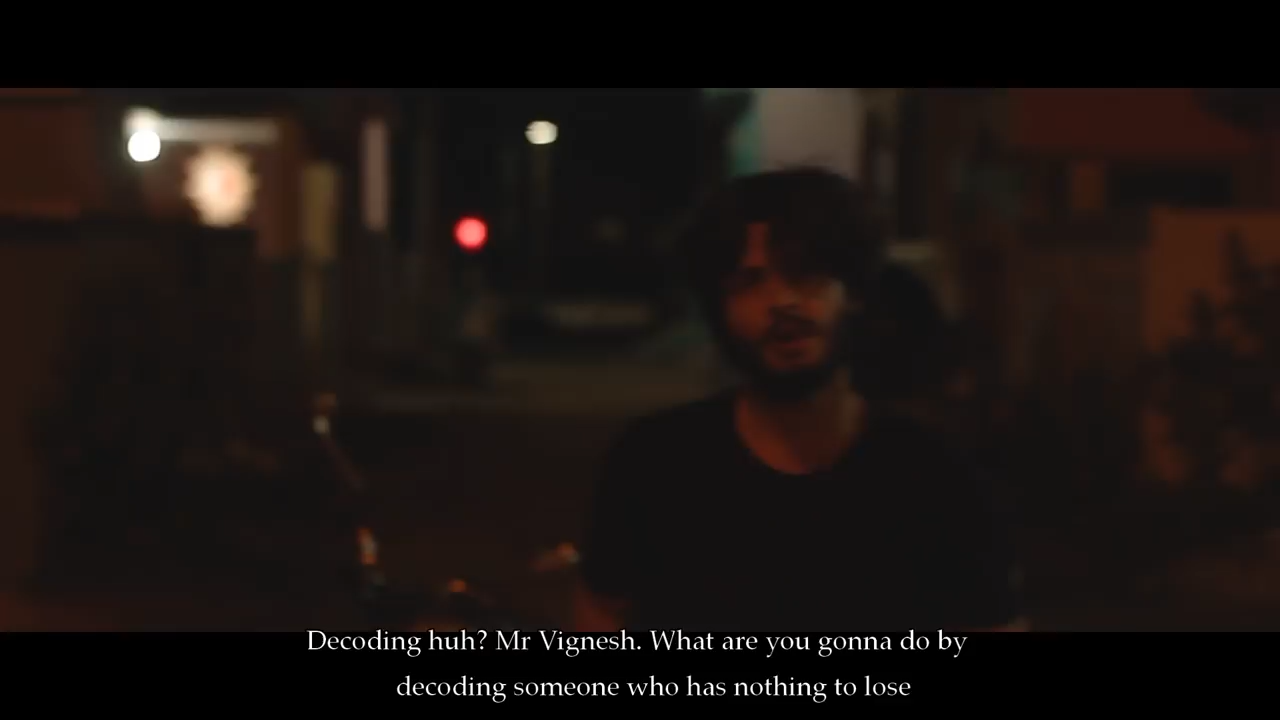 Decoding huh? Mr Vignesh. What are you gonna do by
decoding someone who has nothing to lose